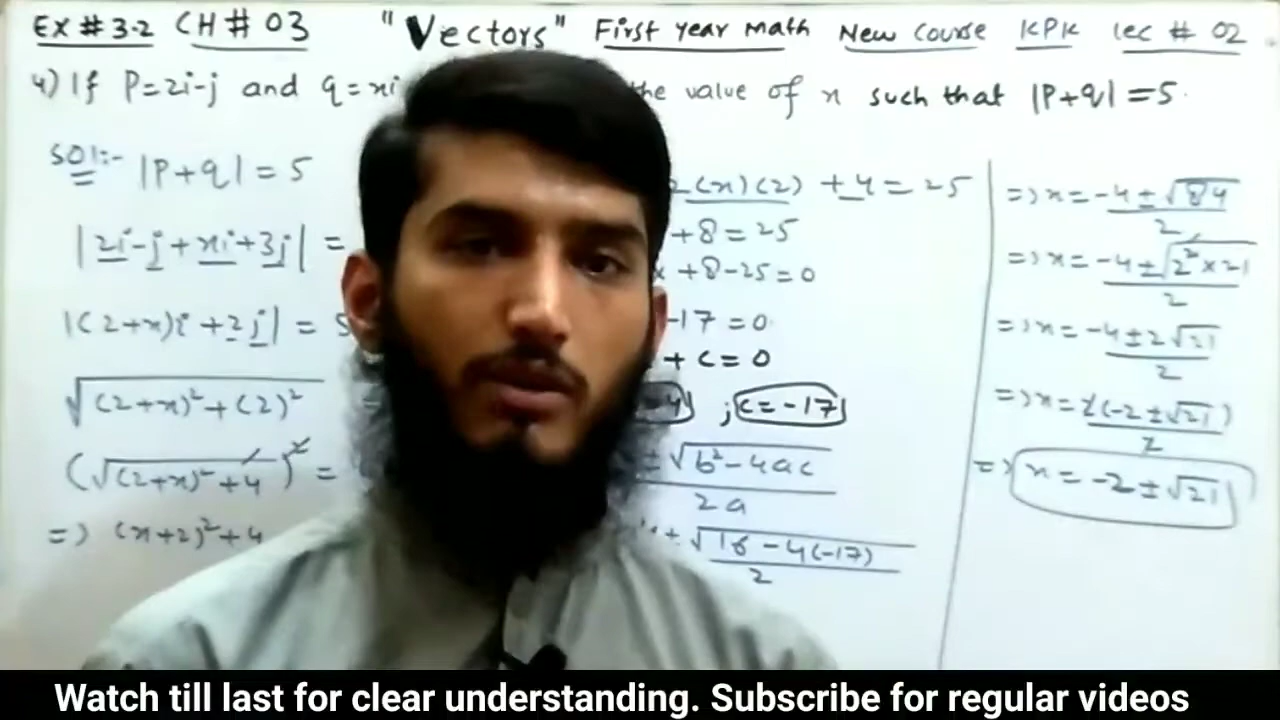 EX # 3.2 CH # 03 "Vectors" First year math New Course KPK lec # 02
4) If P=2i-j and q=xi the value of x such that |P+q| = 5.
Sol:- |P+q| = 5
|2i-j+xi+3j| =
|(2+x)i +2j| = 5
√(2+x)²+(2)²
(√(2+x)²+4)² =
=> (x+2)²+4
2(x)(2) +4 = 25
+8 = 25
x +8-25=0
-17 = 0
+ c = 0
; c = -17
± √b²-4ac
2a
± √16 - 4(-17)
2
=> x = -4 ± √84
2
=> x = -4 ± √2² × 21
2
=> x = -4 ± 2√21
2
=> x = 2(-2 ± √21)
2
=> x = -2 ± √21
Watch till last for clear understanding. Subscribe for regular videos